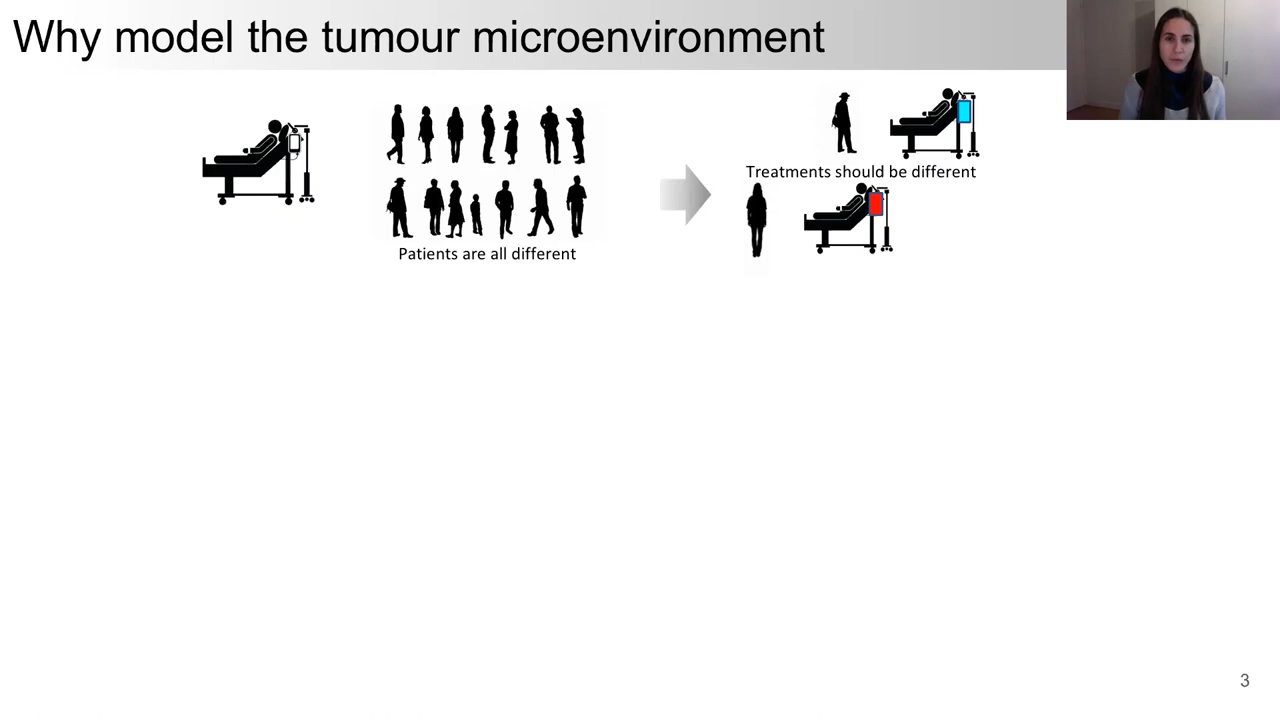 Why model the tumour microenvironment
Treatments should be different
Patients are all different
3